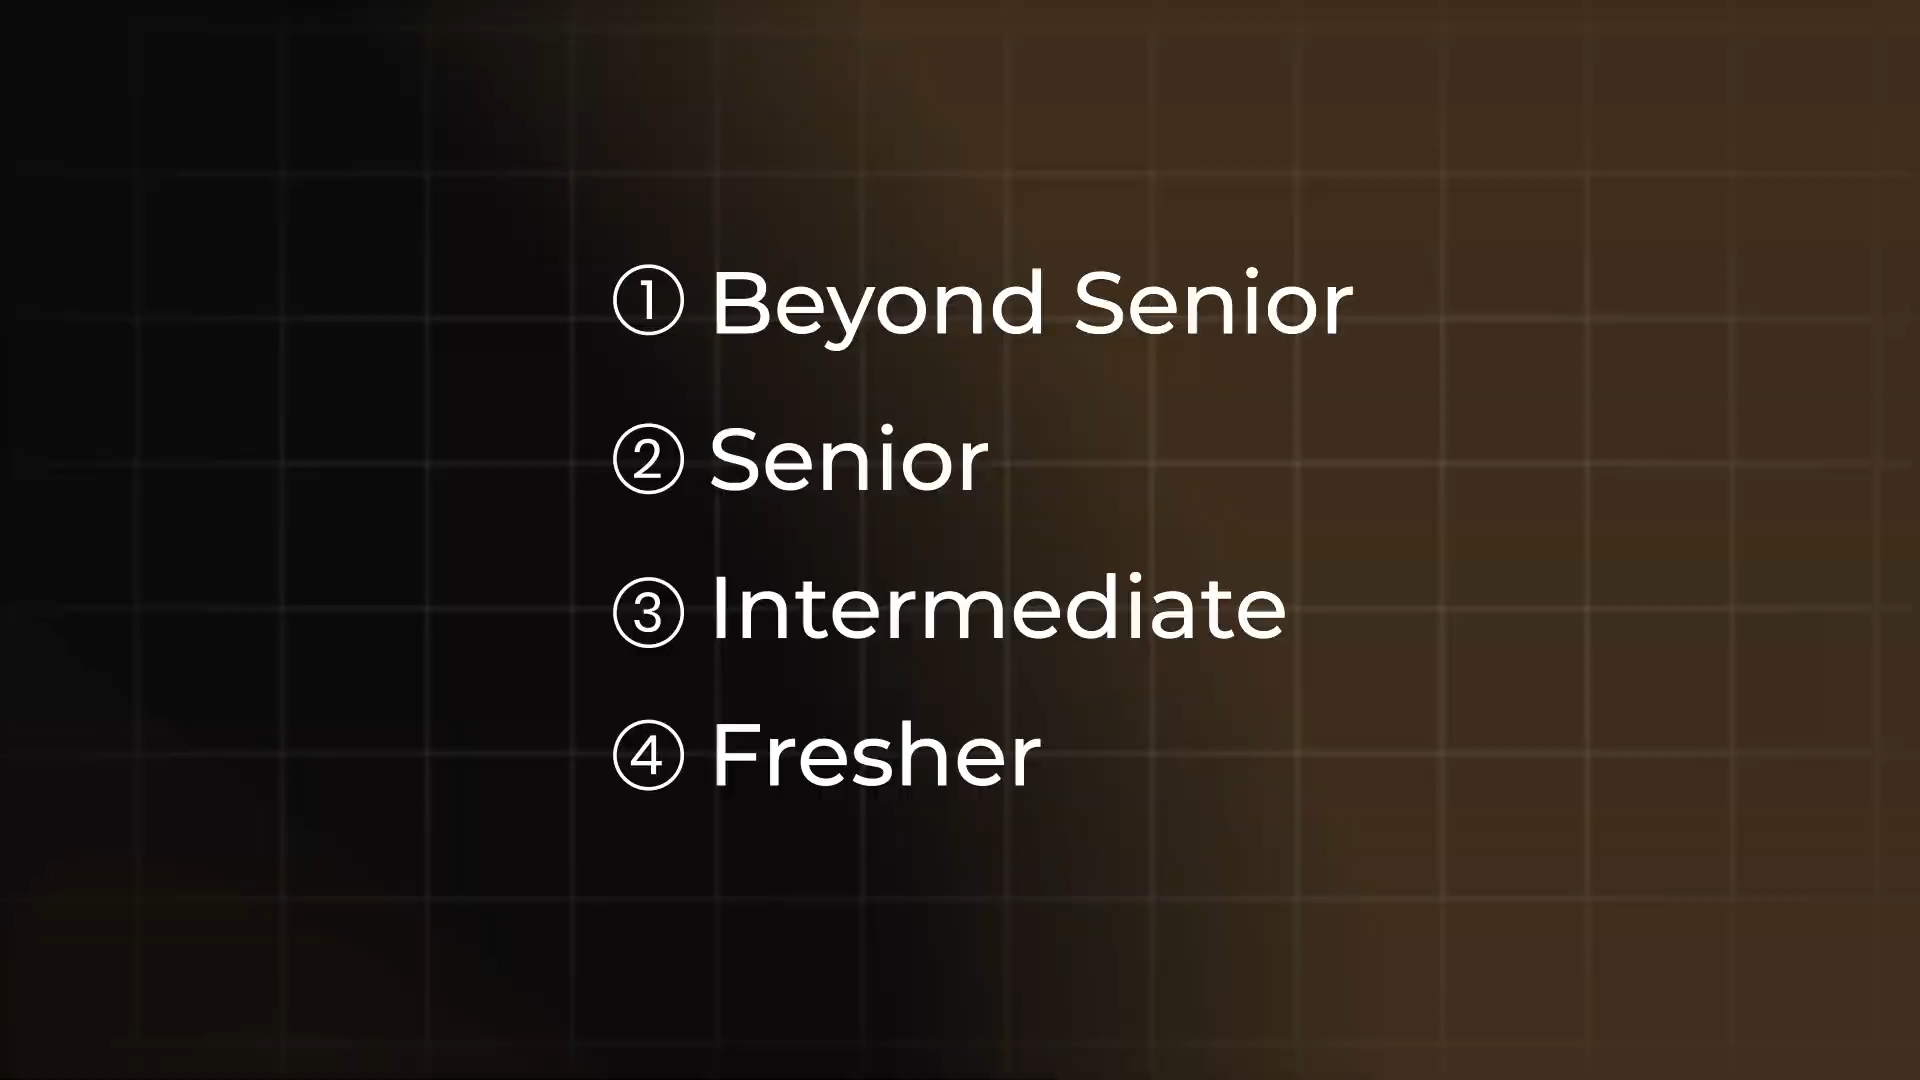 ① Beyond Senior
② Senior
③ Intermediate
④ Fresher